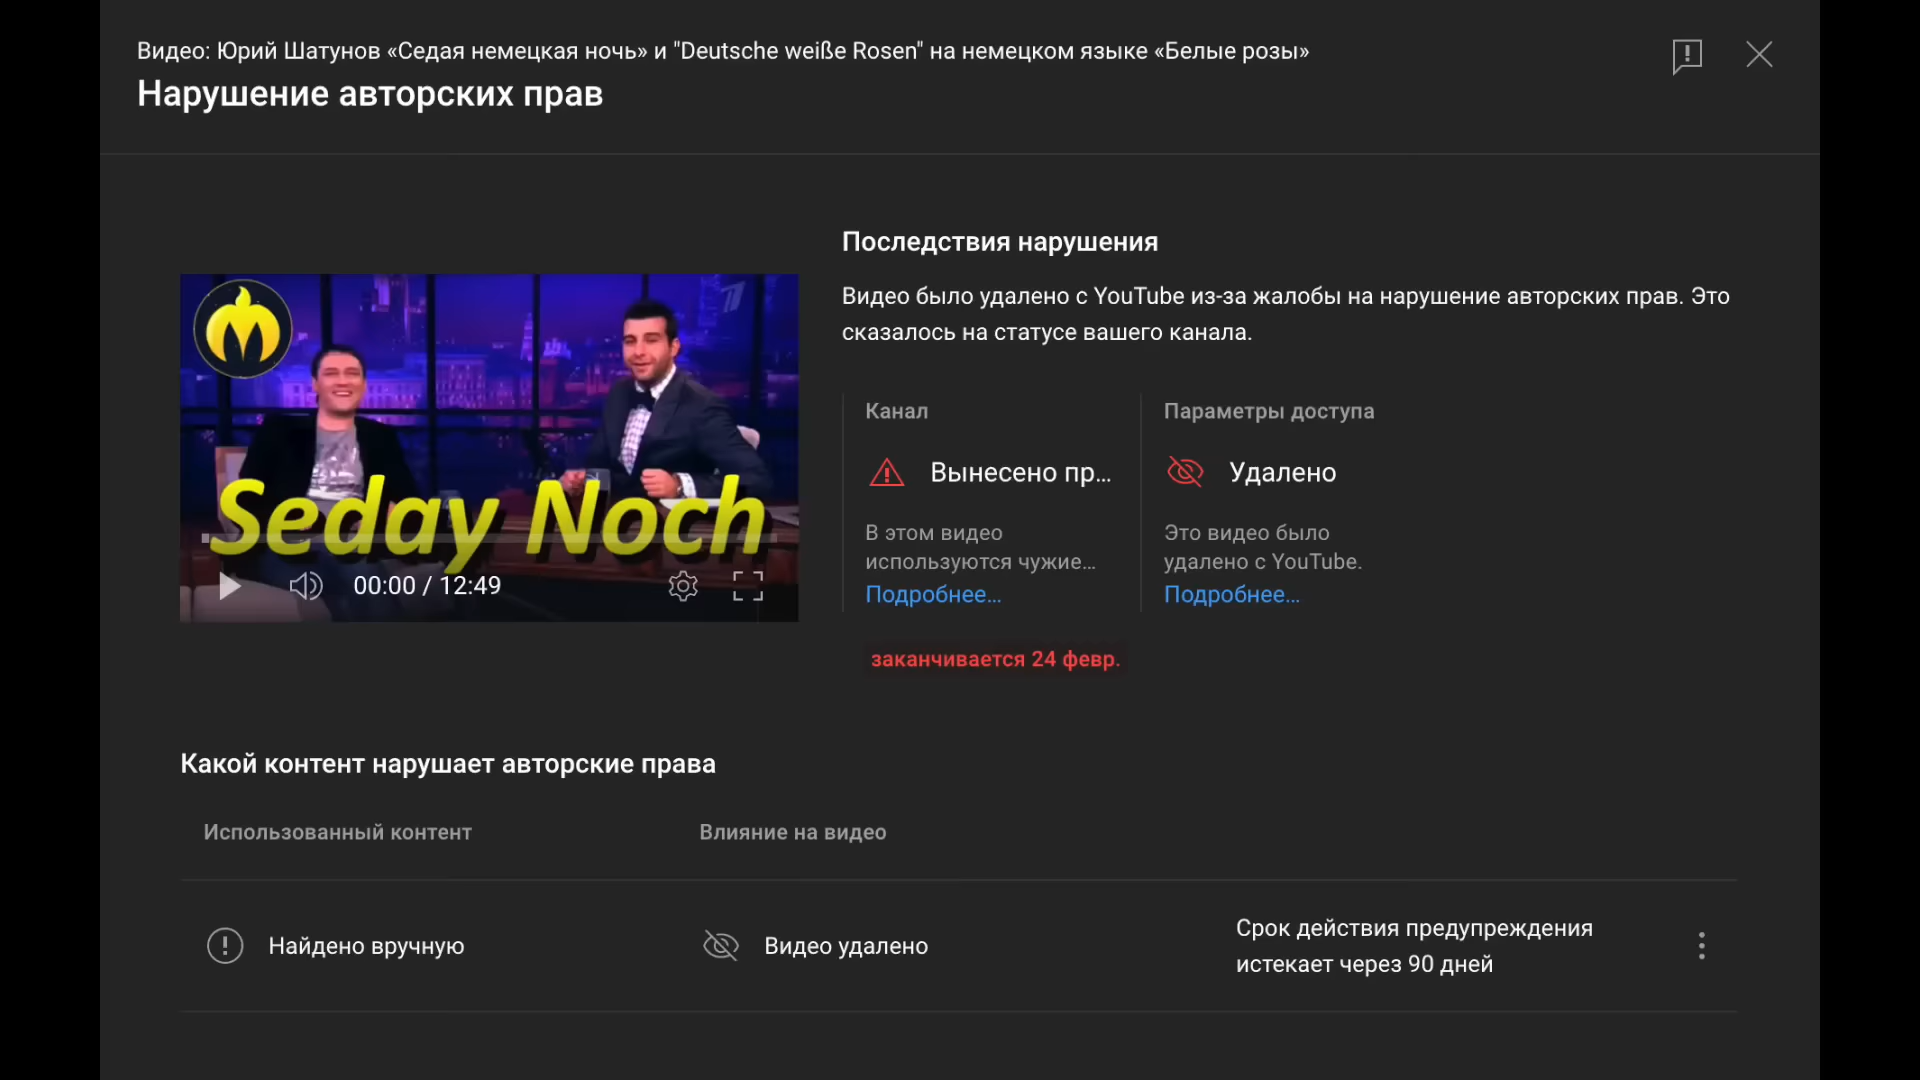 Видео: Юрий Шатунов «Седая немецкая ночь» и "Deutsche weiße Rosen" на немецком языке «Белые розы»
Нарушение авторских прав
Последствия нарушения
Видео было удалено с YouTube из-за жалобы на нарушение авторских прав. Это
сказалось на статусе вашего канала.
Канал
Вынесено пр...
В этом видео
используются чужие...
Подробнее...
заканчивается 24 февр.
Параметры доступа
Удалено
Это видео было
удалено с YouTube.
Подробнее...
Seday Noch
00:00 / 12:49
Какой контент нарушает авторские права
Использованный контент
Влияние на видео
Найдено вручную
Видео удалено
Срок действия предупреждения
истекает через 90 дней